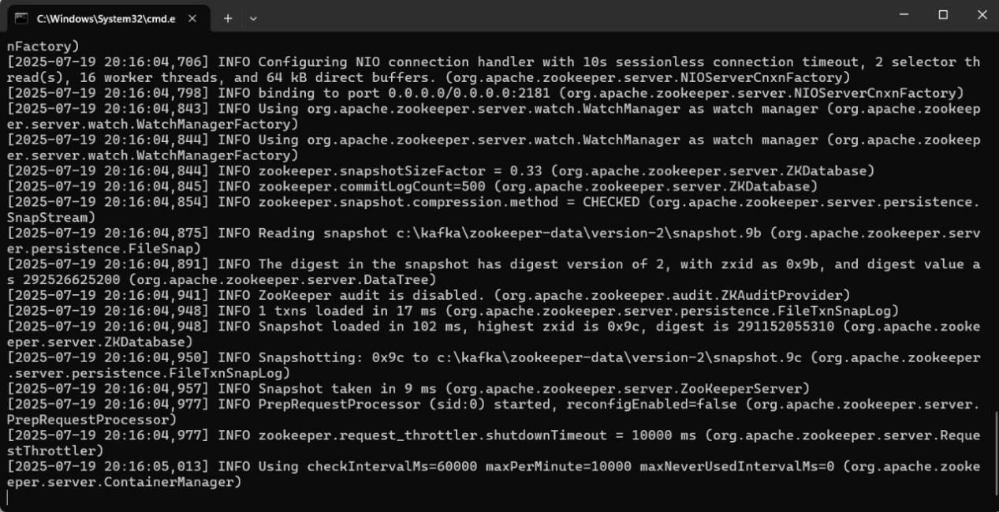 C:\Windows\System32\cmd.e
nFactory)
[2025-07-19 20:16:04,706] INFO Configuring NIO connection handler with 10s sessionless connection timeout, 2 selector th
read(s), 16 worker threads, and 64 kB direct buffers. (org.apache.zookeeper.server.NIOServerCnxnFactory)
[2025-07-19 20:16:04,798] INFO binding to port 0.0.0.0/0.0.0.0:2181 (org.apache.zookeeper.server.NIOServerCnxnFactory)
[2025-07-19 20:16:04,843] INFO Using org.apache.zookeeper.server.watch.WatchManager as watch manager (org.apache.zookeep
er.server.watch.WatchManagerFactory)
[2025-07-19 20:16:04,844] INFO Using org.apache.zookeeper.server.watch.WatchManager as watch manager (org.apache.zookeep
er.server.watch.WatchManagerFactory)
[2025-07-19 20:16:04,844] INFO zookeeper.snapshotSizeFactor = 0.33 (org.apache.zookeeper.server.ZKDatabase)
[2025-07-19 20:16:04,845] INFO zookeeper.commitLogCount=500 (org.apache.zookeeper.server.ZKDatabase)
[2025-07-19 20:16:04,854] INFO zookeeper.snapshot.compression.method = CHECKED (org.apache.zookeeper.server.persistence.
SnapStream)
[2025-07-19 20:16:04,875] INFO Reading snapshot c:\kafka\zookeeper-data\version-2\snapshot.9b (org.apache.zookeeper.serv
er.persistence.FileSnap)
[2025-07-19 20:16:04,891] INFO The digest in the snapshot has digest version of 2, with zxid as 0x9b, and digest value a
s 292526625200 (org.apache.zookeeper.server.DataTree)
[2025-07-19 20:16:04,941] INFO ZooKeeper audit is disabled. (org.apache.zookeeper.audit.ZKAuditProvider)
[2025-07-19 20:16:04,948] INFO 1 txns loaded in 17 ms (org.apache.zookeeper.server.persistence.FileTxnSnapLog)
[2025-07-19 20:16:04,948] INFO Snapshot loaded in 102 ms, highest zxid is 0x9c, digest is 291152055310 (org.apache.zooke
eper.server.ZKDatabase)
[2025-07-19 20:16:04,950] INFO Snapshotting: 0x9c to c:\kafka\zookeeper-data\version-2\snapshot.9c (org.apache.zookeeper
.server.persistence.FileTxnSnapLog)
[2025-07-19 20:16:04,957] INFO Snapshot taken in 9 ms (org.apache.zookeeper.server.ZooKeeperServer)
[2025-07-19 20:16:04,977] INFO PrepRequestProcessor (sid:0) started, reconfigEnabled=false (org.apache.zookeeper.server.
PrepRequestProcessor)
[2025-07-19 20:16:04,977] INFO zookeeper.request_throttler.shutdownTimeout = 10000 ms (org.apache.zookeeper.server.Reque
stThrottler)
[2025-07-19 20:16:05,013] INFO Using checkIntervalMs=60000 maxPerMinute=10000 maxNeverUsedIntervalMs=0 (org.apache.zooke
eper.server.ContainerManager)